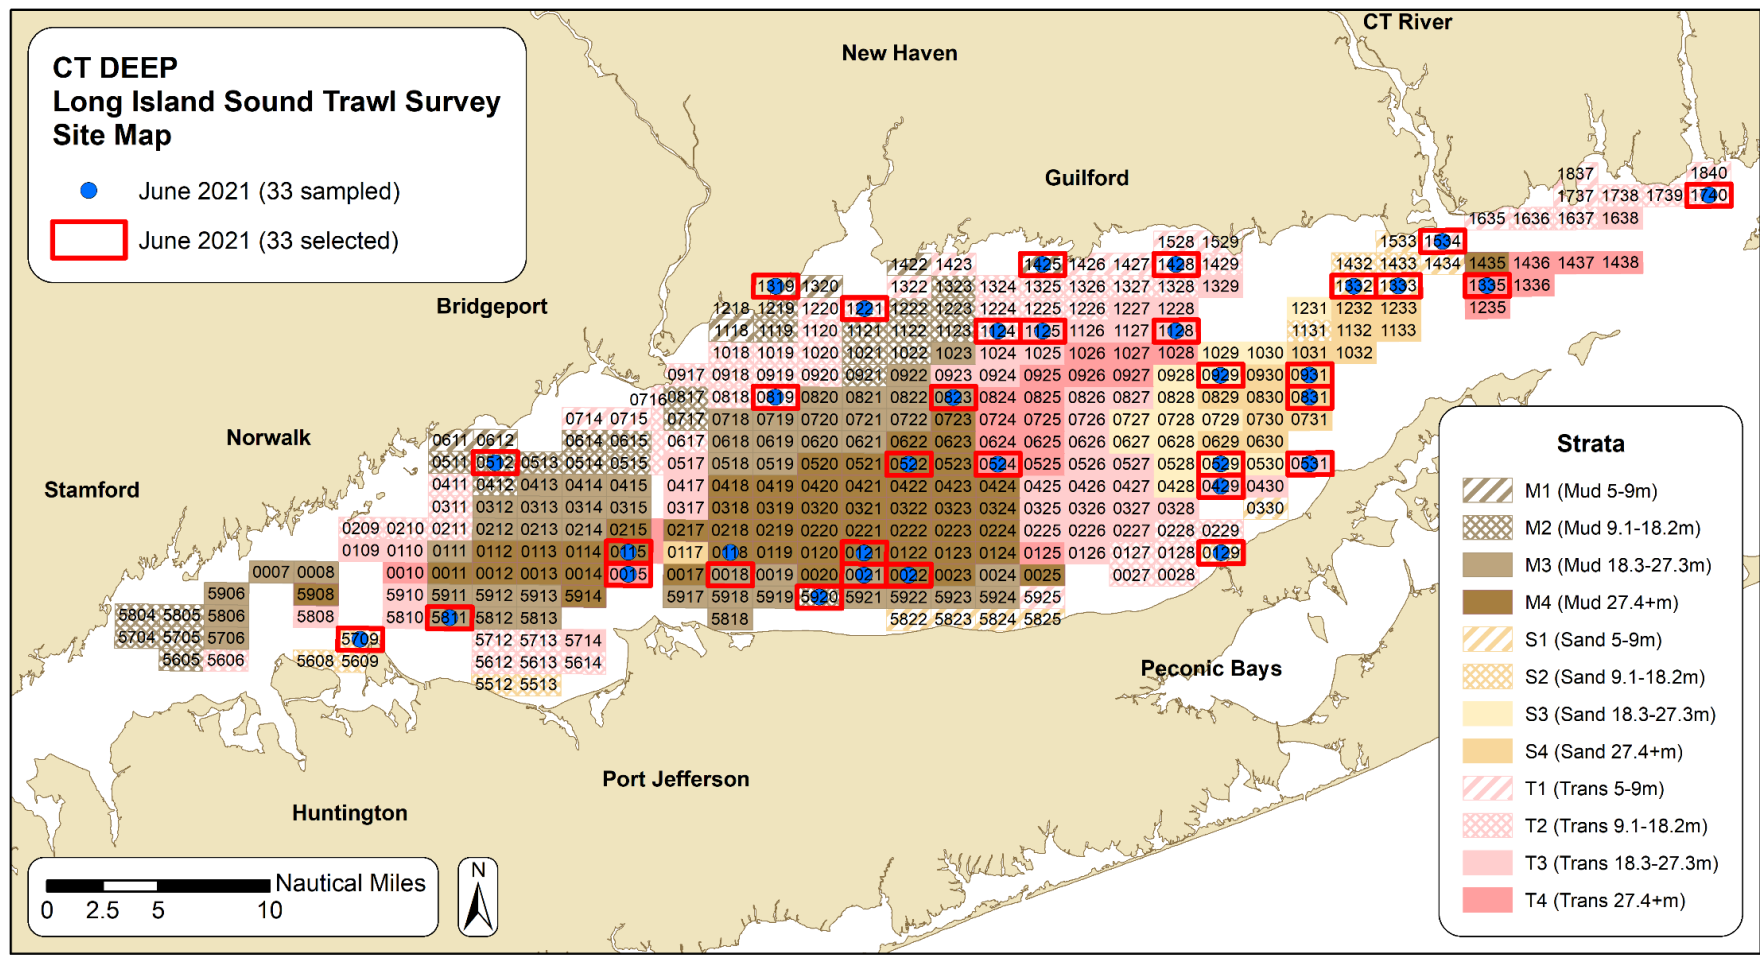 CT River
New Haven
CT DEEP
Long Island Sound Trawl Survey
Site Map
June 2021 (33 sampled)
June 2021 (33 selected)
Guilford
Bridgeport
Norwalk
Stamford
Peconic Bays
Port Jefferson
Huntington
1837 1840
1737 1738 1739 1740
1635 1636 1637 1638
1528 1529 1533 1534
1422 1423 1425 1426 1427 1428 1429 1432 1433 1434 1435 1436 1437 1438
1319 1320 1322 1323 1324 1325 1326 1327 1328 1329 1332 1333 1335 1336
1218 1219 1220 1221 1222 1223 1224 1225 1226 1227 1228 1231 1232 1233 1235
1118 1119 1120 1121 1122 1123 1124 1125 1126 1127 1128 1131 1132 1133
1018 1019 1020 1021 1022 1023 1024 1025 1026 1027 1028 1029 1030 1031 1032
0917 0918 0919 0920 0921 0922 0923 0924 0925 0926 0927 0928 0929 0930 0931
0716 0817 0818 0819 0820 0821 0822 0823 0824 0825 0826 0827 0828 0829 0830 0831
0714 0715 0717 0718 0719 0720 0721 0722 0723 0724 0725 0726 0727 0728 0729 0730 0731
0611 0612 0614 0615 0617 0618 0619 0620 0621 0622 0623 0624 0625 0626 0627 0628 0629 0630
0511 0512 0513 0514 0515 0517 0518 0519 0520 0521 0522 0523 0524 0525 0526 0527 0528 0529 0530 0531
0411 0412 0413 0414 0415 0417 0418 0419 0420 0421 0422 0423 0424 0425 0426 0427 0428 0429 0430
0311 0312 0313 0314 0315 0317 0318 0319 0320 0321 0322 0323 0324 0325 0326 0327 0328 0330
0209 0210 0211 0212 0213 0214 0215 0217 0218 0219 0220 0221 0222 0223 0224 0225 0226 0227 0228 0229
0109 0110 0111 0112 0113 0114 0115 0117 0118 0119 0120 0121 0122 0123 0124 0125 0126 0127 0128 0129
0007 0008 0010 0011 0012 0013 0014 0015 0017 0018 0019 0020 0021 0022 0023 0024 0025 0027 0028
5906 5908 5910 5911 5912 5913 5914 5917 5918 5919 5920 5921 5922 5923 5924 5925
5804 5805 5806 5808 5810 5811 5812 5813 5818 5822 5823 5824 5825
5704 5705 5706 5709 5712 5713 5714
5605 5606 5608 5609 5612 5613 5614
5512 5513
Strata
M1 (Mud 5-9m)
M2 (Mud 9.1-18.2m)
M3 (Mud 18.3-27.3m)
M4 (Mud 27.4+m)
S1 (Sand 5-9m)
S2 (Sand 9.1-18.2m)
S3 (Sand 18.3-27.3m)
S4 (Sand 27.4+m)
T1 (Trans 5-9m)
T2 (Trans 9.1-18.2m)
T3 (Trans 18.3-27.3m)
T4 (Trans 27.4+m)
Nautical Miles
0 2.5 5 10
N